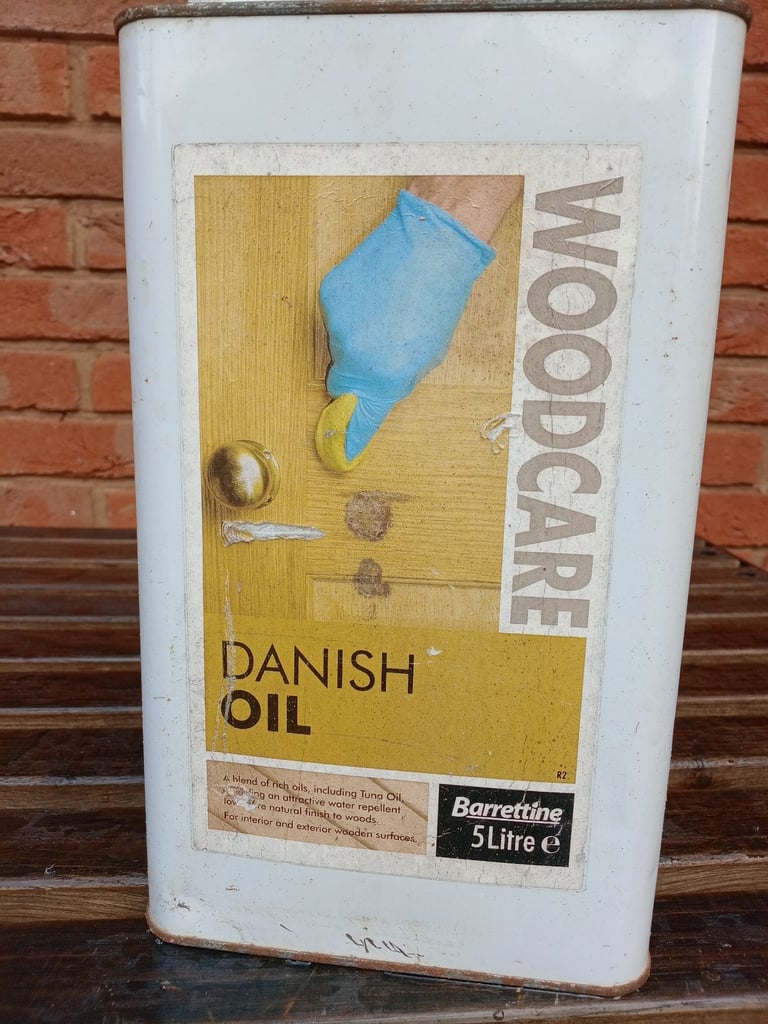 WOODCARE
DANISH
OIL
R2
A blend of rich oils, including Tung Oil,
an attractive water repellent
natural finish to woods.
For interior and exterior wooden surfaces.
Barrettine
5 Litre e